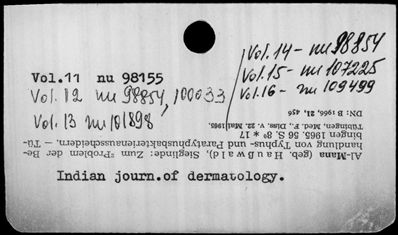 Vol.11 nu 98155
Vol. 12 nu 98854, 100033
Vol. 13 nu 101898
Vol. 14 - nu 98854
Vol. 15 - nu 107225
Vol. 16 - nu 109499
Indian journ.of dermatology.
Al-Mana (geb. Haußwald), Sieglinde: Zum Problem der Be-
handlung von Typhus- und Paratyphusbakterienausscheidern. — Tü-
bingen 1965. 56 S. 8° * 17
Tübingen, Med. F., Diss. v. 22. Mai 1965.
DN: B 1966, 21, 456